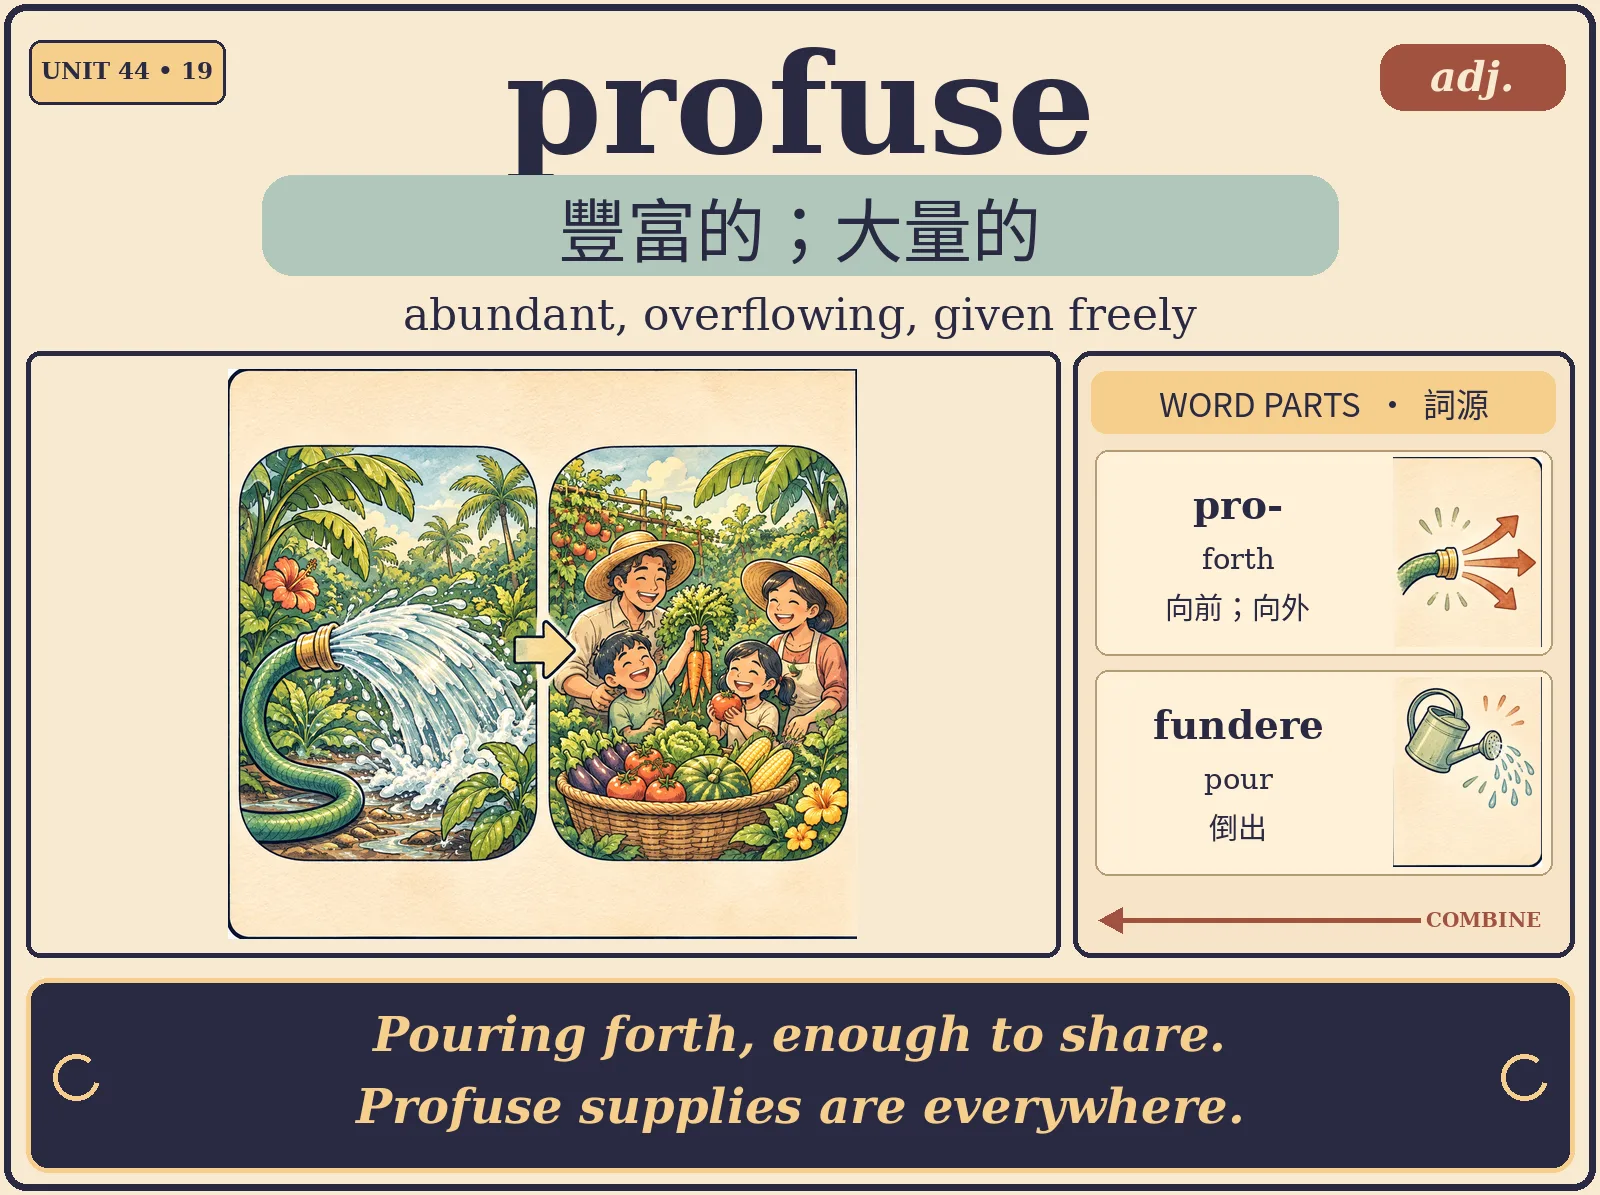 UNIT 44 • 19
profuse
adj.
豐富的；大量的
abundant, overflowing, given freely
WORD PARTS ・ 詞源
pro-
forth
向前；向外
fundere
pour
倒出
COMBINE
Pouring forth, enough to share.
Profuse supplies are everywhere.